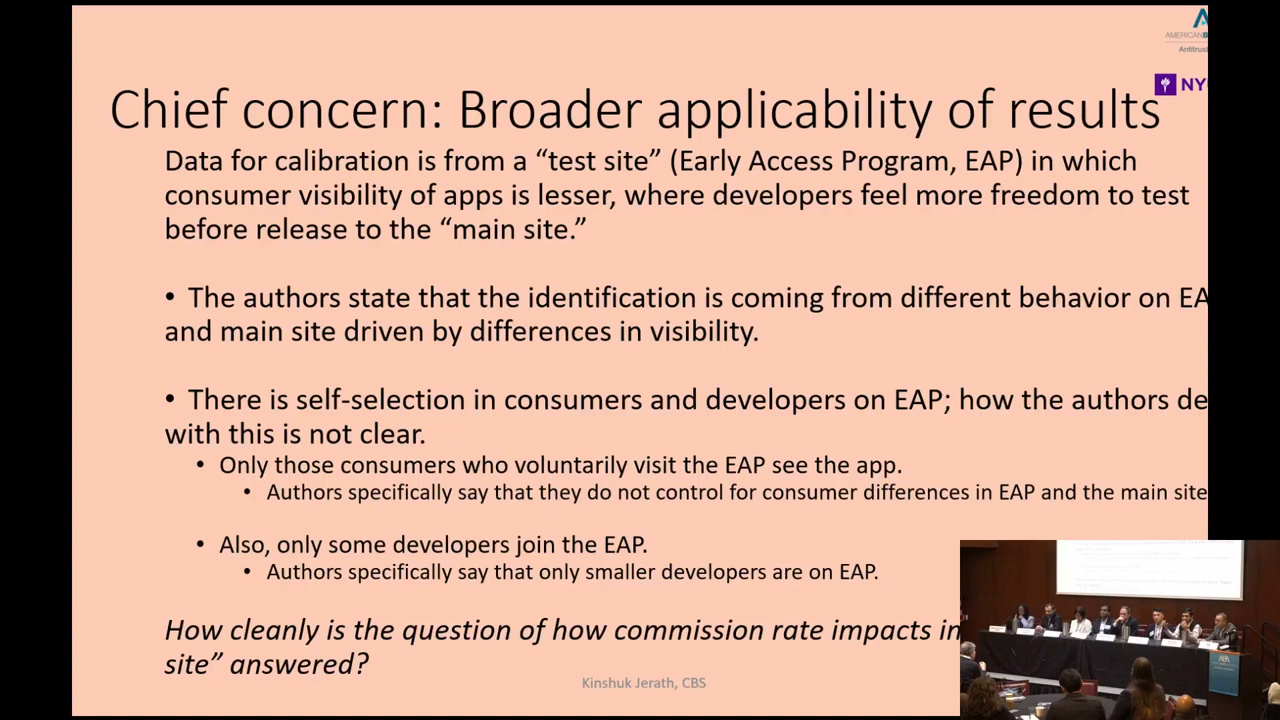 AMERICANB
Antitrust
NY
Chief concern: Broader applicability of results
Data for calibration is from a “test site” (Early Access Program, EAP) in which
consumer visibility of apps is lesser, where developers feel more freedom to test
before release to the “main site.”
• The authors state that the identification is coming from different behavior on EA
and main site driven by differences in visibility.
• There is self-selection in consumers and developers on EAP; how the authors de
with this is not clear.
• Only those consumers who voluntarily visit the EAP see the app.
• Authors specifically say that they do not control for consumer differences in EAP and the main site
• Also, only some developers join the EAP.
• Authors specifically say that only smaller developers are on EAP.
How cleanly is the question of how commission rate impacts in
site” answered?
Kinshuk Jerath, CBS
ABA